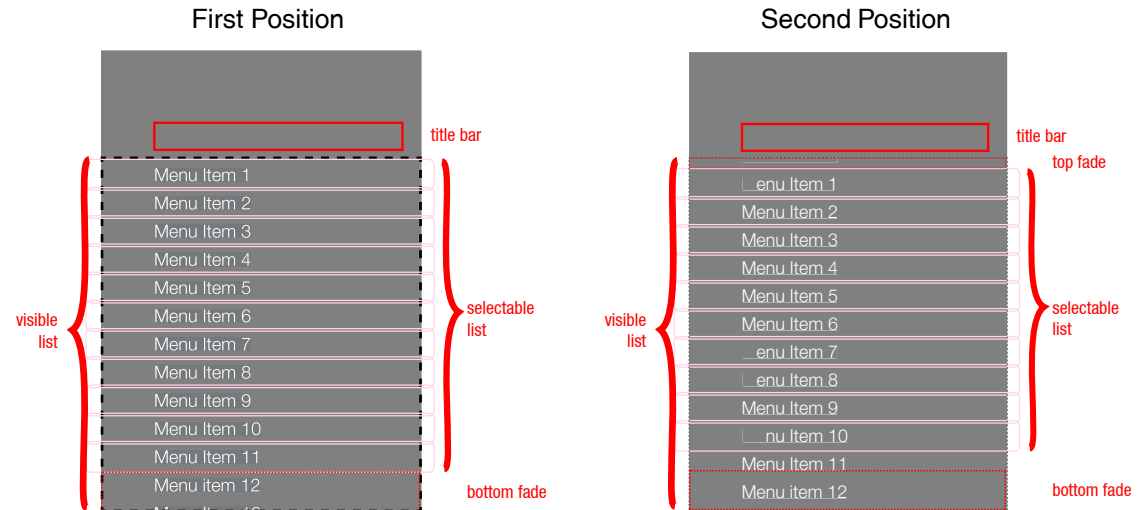 First Position
title bar
Menu Item 1
Menu Item 2
Menu Item 3
Menu Item 4
Menu Item 5
Menu Item 6
Menu Item 7
Menu Item 8
Menu Item 9
Menu Item 10
Menu Item 11
Menu item 12
visible
list
selectable
list
bottom fade
Second Position
title bar
top fade
enu Item 1
Menu Item 2
Menu Item 3
Menu Item 4
Menu Item 5
Menu Item 6
enu Item 7
enu Item 8
Menu Item 9
nu Item 10
Menu Item 11
Menu item 12
visible
list
selectable
list
bottom fade